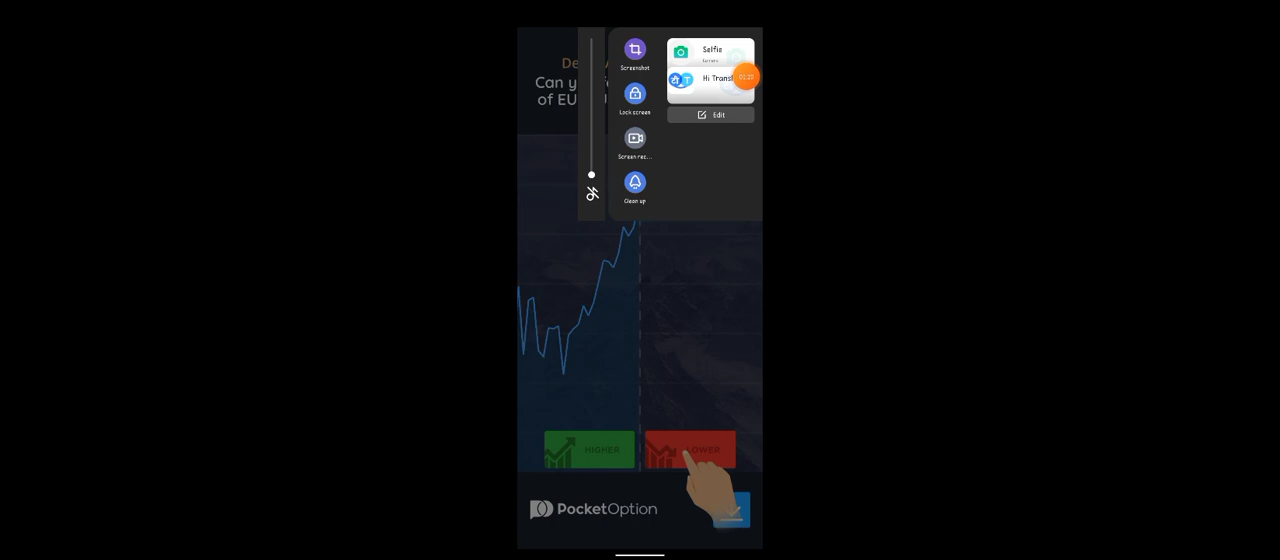 Can y
of EU
Screenshot
Lock screen
Screen rec...
Clean up
Selfie
Hi Transl
Edit
HIGHER
LOWER
PocketOption